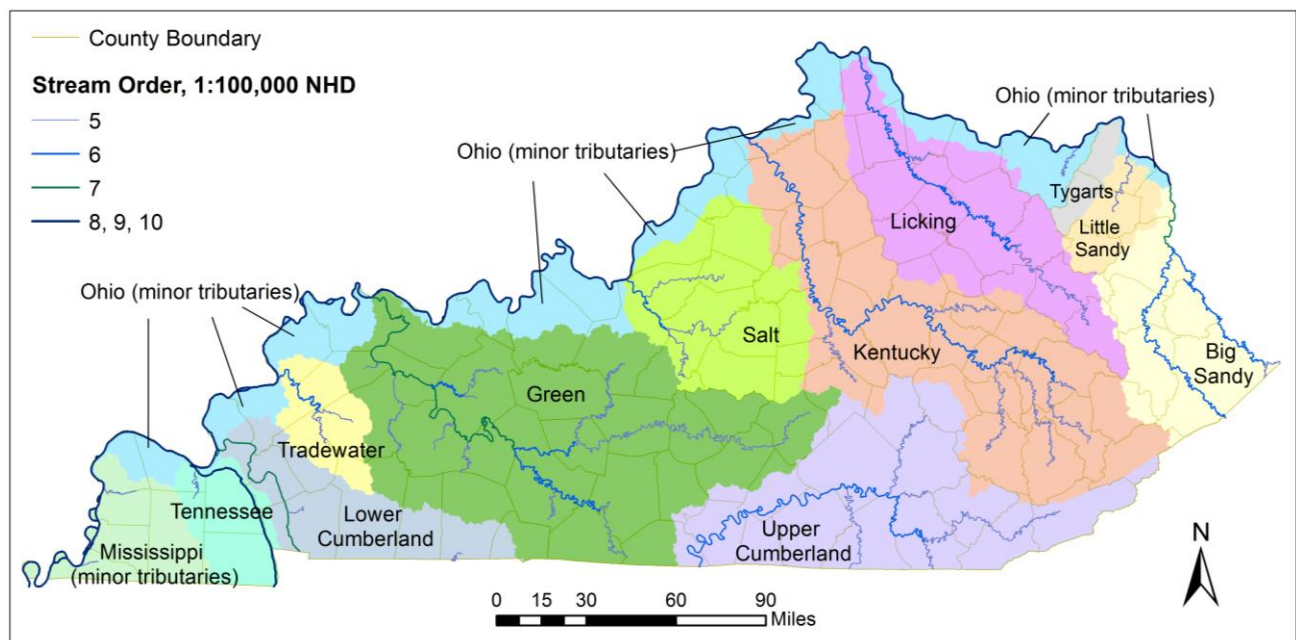 County Boundary
Stream Order, 1:100,000 NHD
5
6
7
8, 9, 10
Ohio (minor tributaries)
Ohio (minor tributaries)
Ohio (minor tributaries)
Tygarts
Little
Sandy
Licking
Salt
Kentucky
Big
Sandy
Green
Tradewater
Tennessee
Lower
Cumberland
Upper
Cumberland
Mississippi
(minor tributaries)
N
0 15 30 60 90
Miles